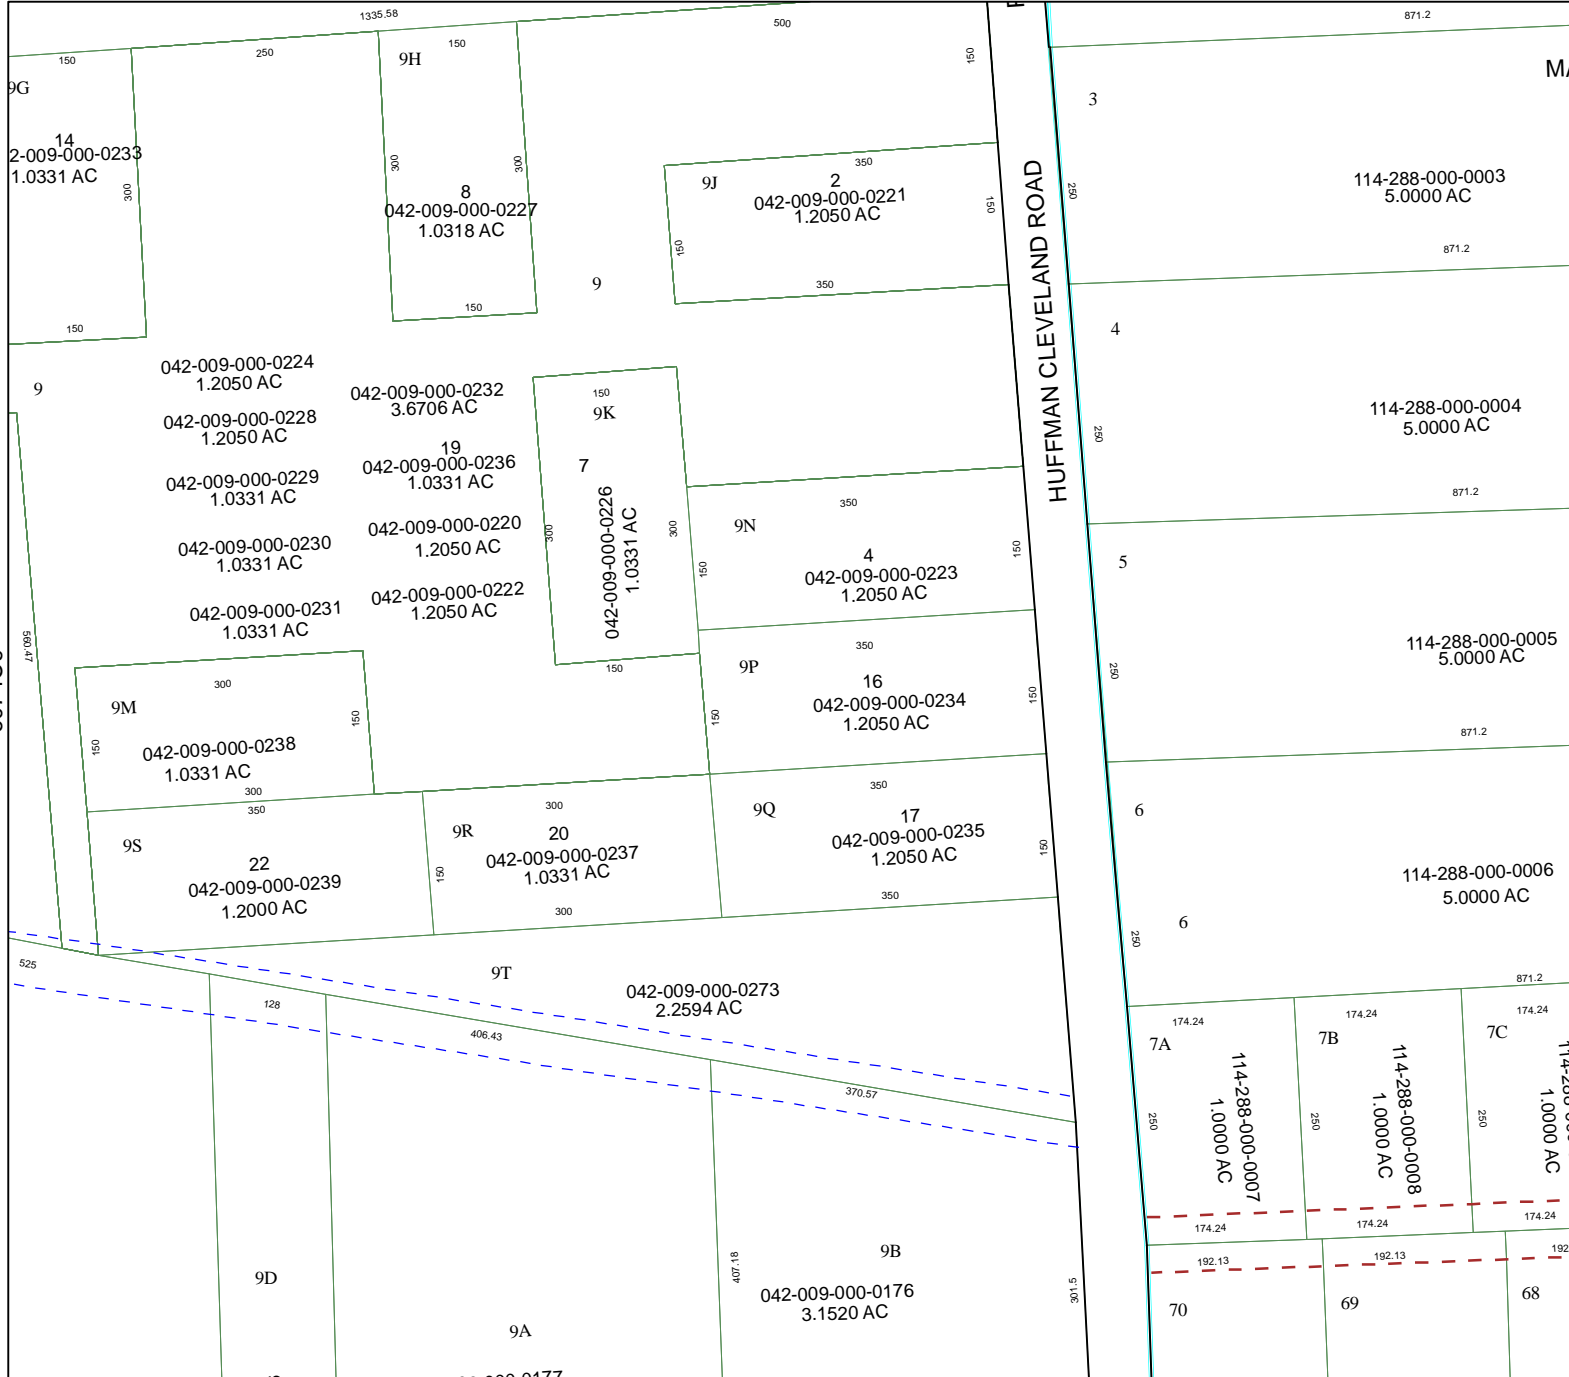 1335.58
500
871.2
150
250
9H
150
150
9G
3
MA
14
2-009-000-0233
1.0331 AC
300
300
300
8
042-009-000-0227
1.0318 AC
9J
350
2
042-009-000-0221
1.2050 AC
150
150
350
250
114-288-000-0003
5.0000 AC
871.2
9
150
150
HUFFMAN CLEVELAND ROAD
4
9
042-009-000-0224
1.2050 AC
042-009-000-0232
3.6706 AC
150
9K
042-009-000-0228
1.2050 AC
250
114-288-000-0004
5.0000 AC
19
042-009-000-0236
1.0331 AC
7
042-009-000-0226
1.0331 AC
300
300
042-009-000-0229
1.0331 AC
350
871.2
9N
042-009-000-0220
1.2050 AC
042-009-000-0230
1.0331 AC
150
150
4
042-009-000-0223
1.2050 AC
5
042-009-000-0222
1.2050 AC
042-009-000-0231
1.0331 AC
560.47
350
250
114-288-000-0005
5.0000 AC
150
9P
300
16
042-009-000-0234
1.2050 AC
150
150
9M
150
150
871.2
042-009-000-0238
1.0331 AC
300
350
300
350
9Q
6
17
042-009-000-0235
1.2050 AC
150
9S
9R
20
042-009-000-0237
1.0331 AC
150
22
042-009-000-0239
1.2000 AC
300
350
114-288-000-0006
5.0000 AC
6
250
525
9T
042-009-000-0273
2.2594 AC
871.2
128
406.43
370.57
174.24
174.24
174.24
7A
7B
7C
250
114-288-000-0007
1.0000 AC
250
114-288-000-0008
1.0000 AC
250
1.0000 AC
174.24
174.24
174.24
192.13
192.13
192
9D
407.18
9B
042-009-000-0176
3.1520 AC
301.5
70
69
68
9A